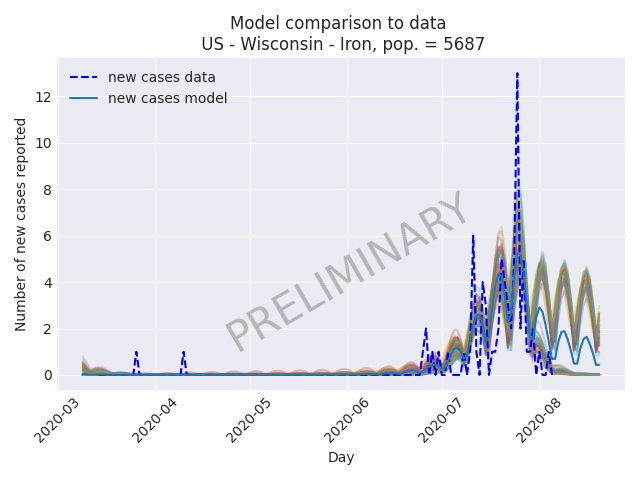 Model comparison to data
US - Wisconsin - Iron, pop. = 5687
new cases data
new cases model
PRELIMINARY
Number of new cases reported
12
10
8
6
4
2
0
2020-03
2020-04
2020-05
2020-06
2020-07
2020-08
Day